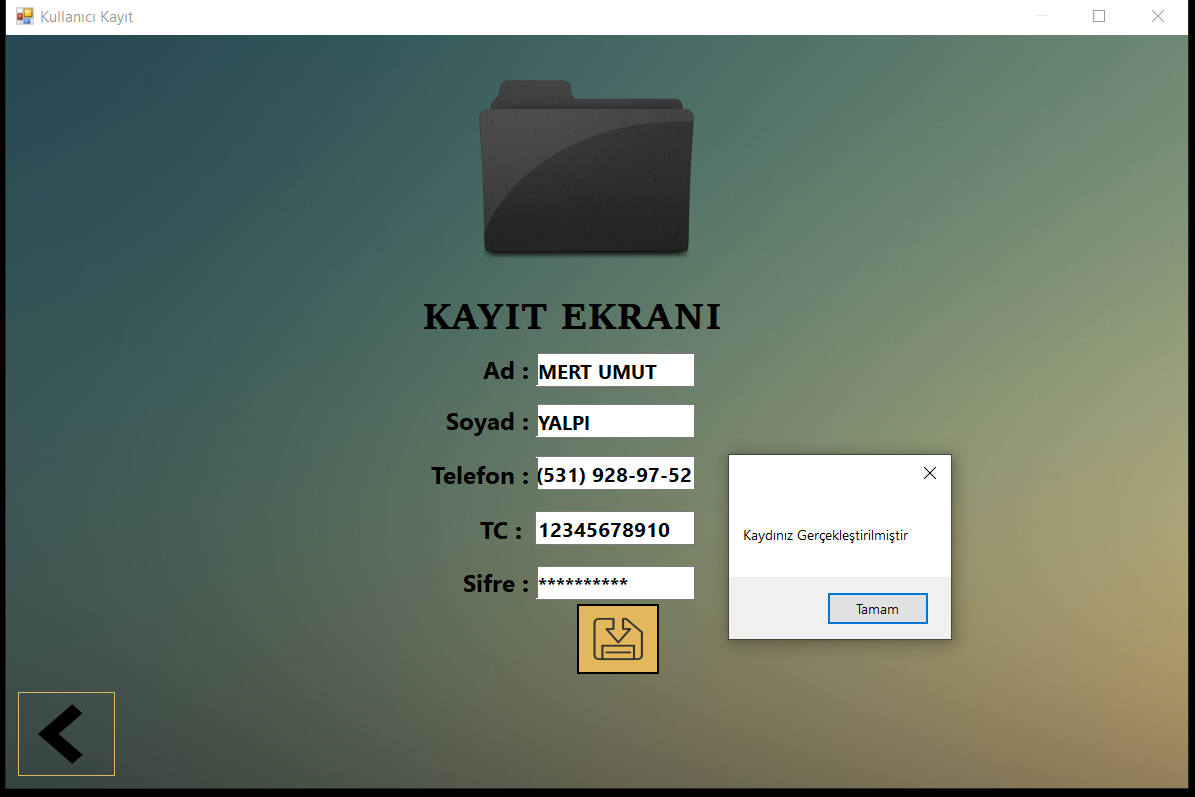 Kullanıcı Kayıt
KAYIT EKRANI
Ad : MERT UMUT
Soyad : YALPI
Telefon : (531) 928-97-52
TC : 12345678910
Sifre : **********
Kaydınız Gerçekleştirilmiştir
Tamam